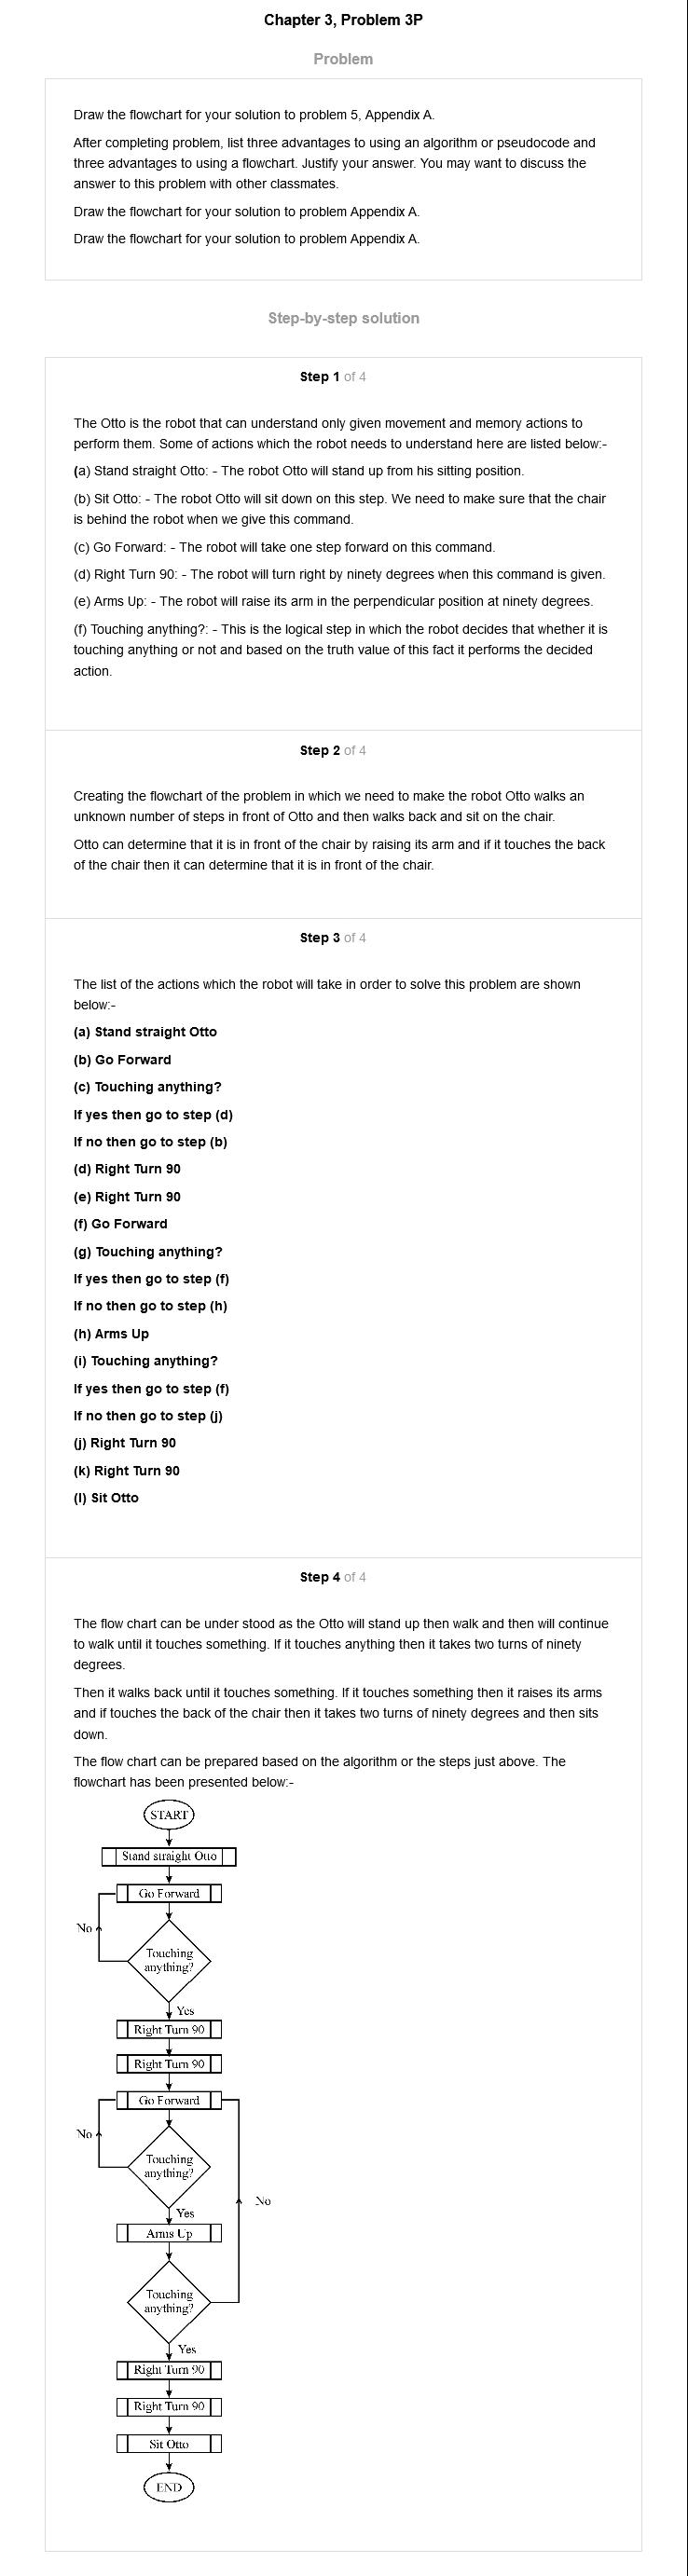 Chapter 3, Problem 3P
Problem
Draw the flowchart for your solution to problem 5, Appendix A.
After completing problem, list three advantages to using an algorithm or pseudocode and
three advantages to using a flowchart. Justify your answer. You may want to discuss the
answer to this problem with other classmates.
Draw the flowchart for your solution to problem Appendix A.
Draw the flowchart for your solution to problem Appendix A.
Step-by-step solution
Step 1 of 4
The Otto is the robot that can understand only given movement and memory actions to
perform them. Some of actions which the robot needs to understand here are listed below:-
(a) Stand straight Otto: - The robot Otto will stand up from his sitting position.
(b) Sit Otto: - The robot Otto will sit down on this step. We need to make sure that the chair
is behind the robot when we give this command.
(c) Go Forward: - The robot will take one step forward on this command.
(d) Right Turn 90: - The robot will turn right by ninety degrees when this command is given.
(e) Arms Up: - The robot will raise its arm in the perpendicular position at ninety degrees.
(f) Touching anything?: - This is the logical step in which the robot decides that whether it is
touching anything or not and based on the truth value of this fact it performs the decided
action.
Step 2 of 4
Creating the flowchart of the problem in which we need to make the robot Otto walks an
unknown number of steps in front of Otto and then walks back and sit on the chair.
Otto can determine that it is in front of the chair by raising its arm and if it touches the back
of the chair then it can determine that it is in front of the chair.
Step 3 of 4
The list of the actions which the robot will take in order to solve this problem are shown
below:-
(a) Stand straight Otto
(b) Go Forward
(c) Touching anything?
If yes then go to step (d)
If no then go to step (b)
(d) Right Turn 90
(e) Right Turn 90
(f) Go Forward
(g) Touching anything?
If yes then go to step (f)
If no then go to step (h)
(h) Arms Up
(i) Touching anything?
If yes then go to step (f)
If no then go to step (j)
(j) Right Turn 90
(k) Right Turn 90
(l) Sit Otto
Step 4 of 4
The flow chart can be under stood as the Otto will stand up then walk and then will continue
to walk until it touches something. If it touches anything then it takes two turns of ninety
degrees.
Then it walks back until it touches something. If it touches something then it raises its arms
and if touches the back of the chair then it takes two turns of ninety degrees and then sits
down.
The flow chart can be prepared based on the algorithm or the steps just above. The
flowchart has been presented below:-
START
Stand straight Otto
Go Forward
No
Touching
anything?
Yes
Right Turn 90
Right Turn 90
Go Forward
No
Touching
anything?
No
Yes
Arms Up
Touching
anything?
Yes
Right Turn 90
Right Turn 90
Sit Otto
END